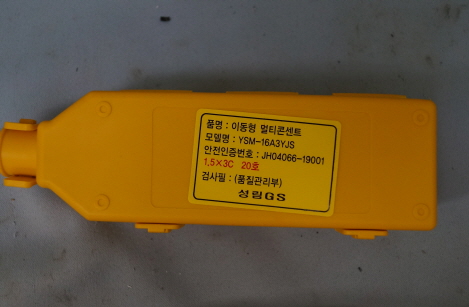 품명 : 이동형 멀티콘센트
모델명 : YSM-16A3YJS
안전인증번호 : JH04066-19001
1.5×3C 20호
검사필 : (품질관리부)
성림GS